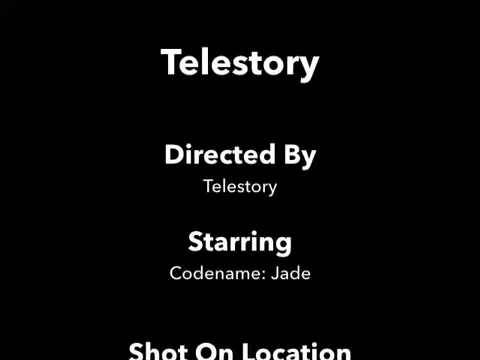 Telestory
Directed By
Telestory
Starring
Codename: Jade
Shot On Location